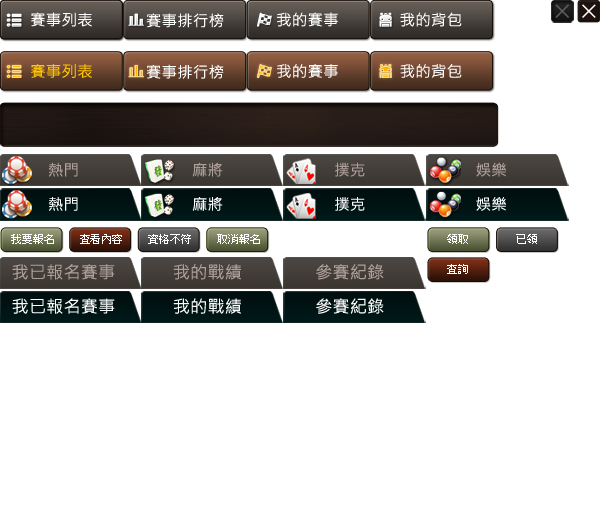 賽事列表 賽事排行榜 我的賽事 我的背包
賽事列表 賽事排行榜 我的賽事 我的背包
熱門 麻將 撲克 娛樂
熱門 麻將 撲克 娛樂
我要報名 查看內容 資格不符 取消報名 領取 已領
我已報名賽事 我的戰績 參賽紀錄 查詢
我已報名賽事 我的戰績 參賽紀錄